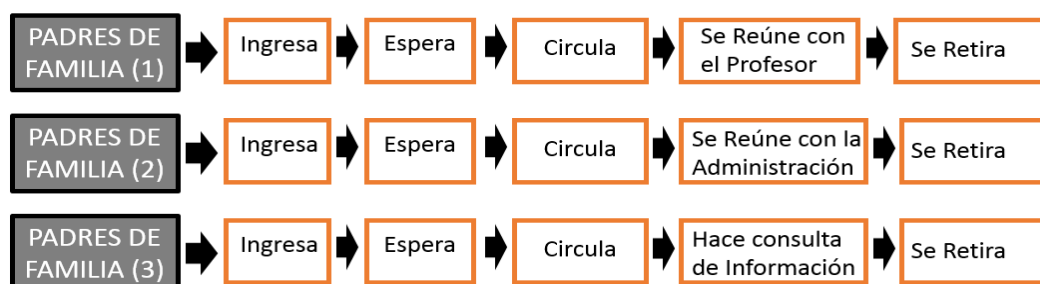 PADRES DE
FAMILIA (1)
Ingresa
Espera
Circula
Se Reúne con
el Profesor
Se Retira
PADRES DE
FAMILIA (2)
Ingresa
Espera
Circula
Se Reúne con la
Administración
Se Retira
PADRES DE
FAMILIA (3)
Ingresa
Espera
Circula
Hace consulta
de Información
Se Retira